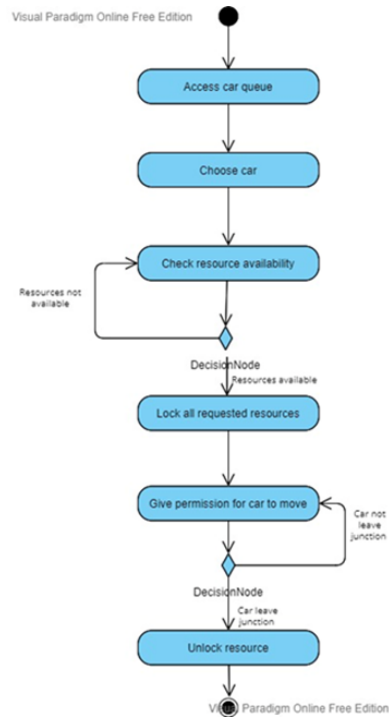 Visual Paradigm Online Free Edition
Access car queue
Choose car
Check resource availability
Resources not
available
DecisionNode
Resources available
Lock all requested resources
Give permission for car to move
Car not
leave
junction
DecisionNode
Car leave
junction
Unlock resource
Visual Paradigm Online Free Edition